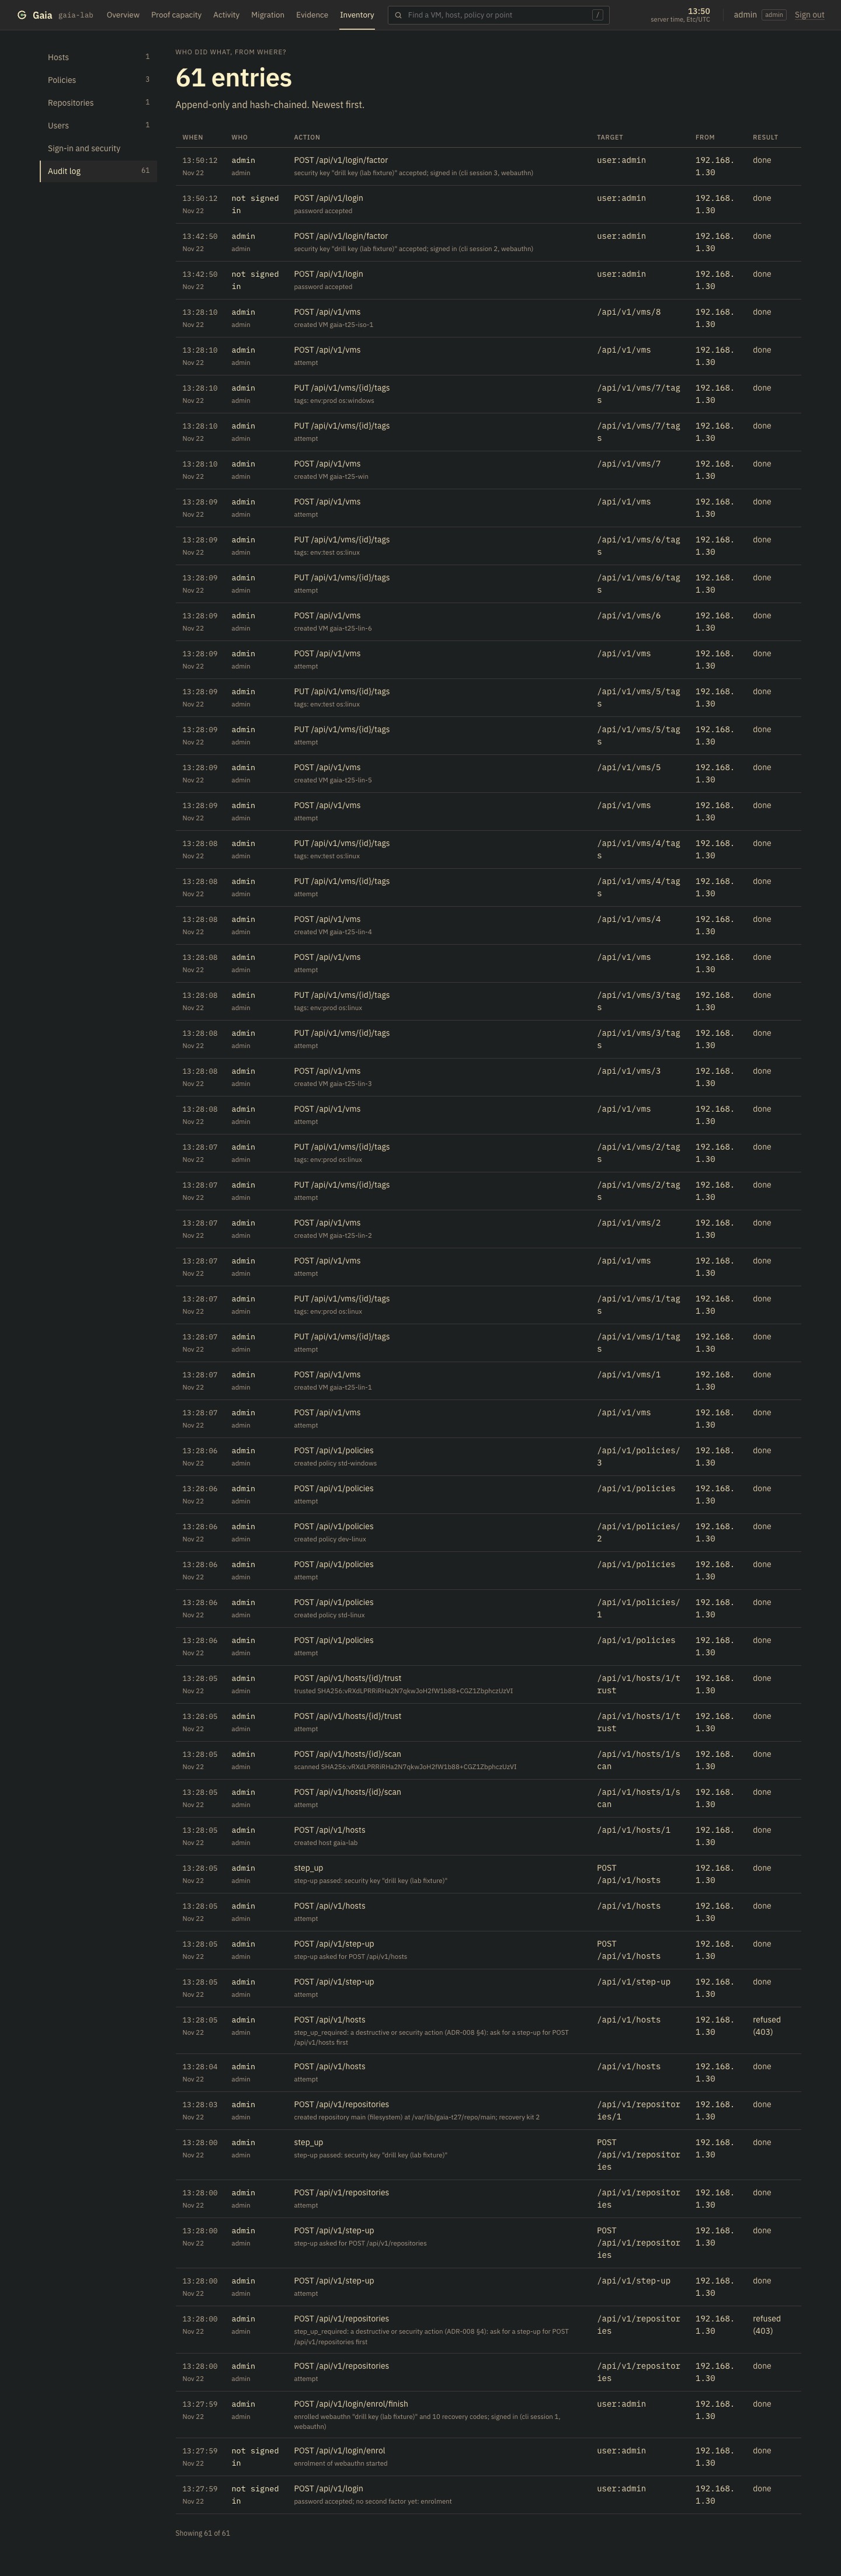 Gaia gaia-lab Overview Proof capacity Activity Migration Evidence Inventory Find a VM, host, policy or point / 13:50 server time, Etc/UTC admin admin Sign out
Hosts 1
Policies 3
Repositories 1
Users 1
Sign-in and security
Audit log 61
WHO DID WHAT, FROM WHERE?
61 entries
Append-only and hash-chained. Newest first.
WHEN WHO ACTION TARGET FROM RESULT
13:50:12 admin POST /api/v1/login/factor user:admin 192.168. done
Nov 22 admin security key "drill key (lab fixture)" accepted; signed in (cli session 3, webauthn) 1.30
13:50:12 not signed POST /api/v1/login user:admin 192.168. done
Nov 22 in password accepted 1.30
13:42:50 admin POST /api/v1/login/factor user:admin 192.168. done
Nov 22 admin security key "drill key (lab fixture)" accepted; signed in (cli session 2, webauthn) 1.30
13:42:50 not signed POST /api/v1/login user:admin 192.168. done
Nov 22 in password accepted 1.30
13:28:10 admin POST /api/v1/vms /api/v1/vms/8 192.168. done
Nov 22 admin created VM gaia-t25-iso-1 1.30
13:28:10 admin POST /api/v1/vms /api/v1/vms 192.168. done
Nov 22 admin attempt 1.30
13:28:10 admin PUT /api/v1/vms/{id}/tags /api/v1/vms/7/tag 192.168. done
Nov 22 admin tags: env:prod os:windows s 1.30
13:28:10 admin PUT /api/v1/vms/{id}/tags /api/v1/vms/7/tag 192.168. done
Nov 22 admin attempt s 1.30
13:28:10 admin POST /api/v1/vms /api/v1/vms/7 192.168. done
Nov 22 admin created VM gaia-t25-win 1.30
13:28:09 admin POST /api/v1/vms /api/v1/vms 192.168. done
Nov 22 admin attempt 1.30
13:28:09 admin PUT /api/v1/vms/{id}/tags /api/v1/vms/6/tag 192.168. done
Nov 22 admin tags: env:test os:linux s 1.30
13:28:09 admin PUT /api/v1/vms/{id}/tags /api/v1/vms/6/tag 192.168. done
Nov 22 admin attempt s 1.30
13:28:09 admin POST /api/v1/vms /api/v1/vms/6 192.168. done
Nov 22 admin created VM gaia-t25-lin-6 1.30
13:28:09 admin POST /api/v1/vms /api/v1/vms 192.168. done
Nov 22 admin attempt 1.30
13:28:09 admin PUT /api/v1/vms/{id}/tags /api/v1/vms/5/tag 192.168. done
Nov 22 admin tags: env:test os:linux s 1.30
13:28:09 admin PUT /api/v1/vms/{id}/tags /api/v1/vms/5/tag 192.168. done
Nov 22 admin attempt s 1.30
13:28:09 admin POST /api/v1/vms /api/v1/vms/5 192.168. done
Nov 22 admin created VM gaia-t25-lin-5 1.30
13:28:09 admin POST /api/v1/vms /api/v1/vms 192.168. done
Nov 22 admin attempt 1.30
13:28:08 admin PUT /api/v1/vms/{id}/tags /api/v1/vms/4/tag 192.168. done
Nov 22 admin tags: env:test os:linux s 1.30
13:28:08 admin PUT /api/v1/vms/{id}/tags /api/v1/vms/4/tag 192.168. done
Nov 22 admin attempt s 1.30
13:28:08 admin POST /api/v1/vms /api/v1/vms/4 192.168. done
Nov 22 admin created VM gaia-t25-lin-4 1.30
13:28:08 admin POST /api/v1/vms /api/v1/vms 192.168. done
Nov 22 admin attempt 1.30
13:28:08 admin PUT /api/v1/vms/{id}/tags /api/v1/vms/3/tag 192.168. done
Nov 22 admin tags: env:prod os:linux s 1.30
13:28:08 admin PUT /api/v1/vms/{id}/tags /api/v1/vms/3/tag 192.168. done
Nov 22 admin attempt s 1.30
13:28:08 admin POST /api/v1/vms /api/v1/vms/3 192.168. done
Nov 22 admin created VM gaia-t25-lin-3 1.30
13:28:08 admin POST /api/v1/vms /api/v1/vms 192.168. done
Nov 22 admin attempt 1.30
13:28:07 admin PUT /api/v1/vms/{id}/tags /api/v1/vms/2/tag 192.168. done
Nov 22 admin tags: env:prod os:linux s 1.30
13:28:07 admin PUT /api/v1/vms/{id}/tags /api/v1/vms/2/tag 192.168. done
Nov 22 admin attempt s 1.30
13:28:07 admin POST /api/v1/vms /api/v1/vms/2 192.168. done
Nov 22 admin created VM gaia-t25-lin-2 1.30
13:28:07 admin POST /api/v1/vms /api/v1/vms 192.168. done
Nov 22 admin attempt 1.30
13:28:07 admin PUT /api/v1/vms/{id}/tags /api/v1/vms/1/tag 192.168. done
Nov 22 admin tags: env:prod os:linux s 1.30
13:28:07 admin PUT /api/v1/vms/{id}/tags /api/v1/vms/1/tag 192.168. done
Nov 22 admin attempt s 1.30
13:28:07 admin POST /api/v1/vms /api/v1/vms/1 192.168. done
Nov 22 admin created VM gaia-t25-lin-1 1.30
13:28:07 admin POST /api/v1/vms /api/v1/vms 192.168. done
Nov 22 admin attempt 1.30
13:28:06 admin POST /api/v1/policies /api/v1/policies/ 192.168. done
Nov 22 admin created policy std-windows 3 1.30
13:28:06 admin POST /api/v1/policies /api/v1/policies 192.168. done
Nov 22 admin attempt 1.30
13:28:06 admin POST /api/v1/policies /api/v1/policies/ 192.168. done
Nov 22 admin created policy dev-linux 2 1.30
13:28:06 admin POST /api/v1/policies /api/v1/policies 192.168. done
Nov 22 admin attempt 1.30
13:28:06 admin POST /api/v1/policies /api/v1/policies/ 192.168. done
Nov 22 admin created policy std-linux 1 1.30
13:28:06 admin POST /api/v1/policies /api/v1/policies 192.168. done
Nov 22 admin attempt 1.30
13:28:05 admin POST /api/v1/hosts/{id}/trust /api/v1/hosts/1/t 192.168. done
Nov 22 admin trusted SHA256:vRXdLPRRiRHa2N7qkwJoH2fW1b88+CGZ1ZbphczUzVI rust 1.30
13:28:05 admin POST /api/v1/hosts/{id}/trust /api/v1/hosts/1/t 192.168. done
Nov 22 admin attempt rust 1.30
13:28:05 admin POST /api/v1/hosts/{id}/scan /api/v1/hosts/1/s 192.168. done
Nov 22 admin scanned SHA256:vRXdLPRRiRHa2N7qkwJoH2fW1b88+CGZ1ZbphczUzVI can 1.30
13:28:05 admin POST /api/v1/hosts/{id}/scan /api/v1/hosts/1/s 192.168. done
Nov 22 admin attempt can 1.30
13:28:05 admin POST /api/v1/hosts /api/v1/hosts/1 192.168. done
Nov 22 admin created host gaia-lab 1.30
13:28:05 admin step_up POST 192.168. done
Nov 22 admin step-up passed: security key "drill key (lab fixture)" /api/v1/hosts 1.30
13:28:05 admin POST /api/v1/hosts /api/v1/hosts 192.168. done
Nov 22 admin attempt 1.30
13:28:05 admin POST /api/v1/step-up POST 192.168. done
Nov 22 admin step-up asked for POST /api/v1/hosts /api/v1/hosts 1.30
13:28:05 admin POST /api/v1/step-up /api/v1/step-up 192.168. done
Nov 22 admin attempt 1.30
13:28:05 admin POST /api/v1/hosts /api/v1/hosts 192.168. refused
Nov 22 admin step_up_required: a destructive or security action (ADR-008 §4): ask for a step-up for POST 1.30 (403)
/api/v1/hosts first
13:28:04 admin POST /api/v1/hosts /api/v1/hosts 192.168. done
Nov 22 admin attempt 1.30
13:28:03 admin POST /api/v1/repositories /api/v1/repositor 192.168. done
Nov 22 admin created repository main (filesystem) at /var/lib/gaia-t27/repo/main; recovery kit 2 ies/1 1.30
13:28:00 admin step_up POST 192.168. done
Nov 22 admin step-up passed: security key "drill key (lab fixture)" /api/v1/repositor 1.30
ies
13:28:00 admin POST /api/v1/repositories /api/v1/repositor 192.168. done
Nov 22 admin attempt ies 1.30
13:28:00 admin POST /api/v1/step-up POST 192.168. done
Nov 22 admin step-up asked for POST /api/v1/repositories /api/v1/repositor 1.30
ies
13:28:00 admin POST /api/v1/step-up /api/v1/step-up 192.168. done
Nov 22 admin attempt 1.30
13:28:00 admin POST /api/v1/repositories /api/v1/repositor 192.168. refused
Nov 22 admin step_up_required: a destructive or security action (ADR-008 §4): ask for a step-up for POST ies 1.30 (403)
/api/v1/repositories first
13:28:00 admin POST /api/v1/repositories /api/v1/repositor 192.168. done
Nov 22 admin attempt ies 1.30
13:27:59 admin POST /api/v1/login/enrol/finish user:admin 192.168. done
Nov 22 admin enrolled webauthn "drill key (lab fixture)" and 10 recovery codes; signed in (cli session 1, 1.30
webauthn)
13:27:59 not signed POST /api/v1/login/enrol user:admin 192.168. done
Nov 22 in enrolment of webauthn started 1.30
13:27:59 not signed POST /api/v1/login user:admin 192.168. done
Nov 22 in password accepted; no second factor yet: enrolment 1.30
Showing 61 of 61